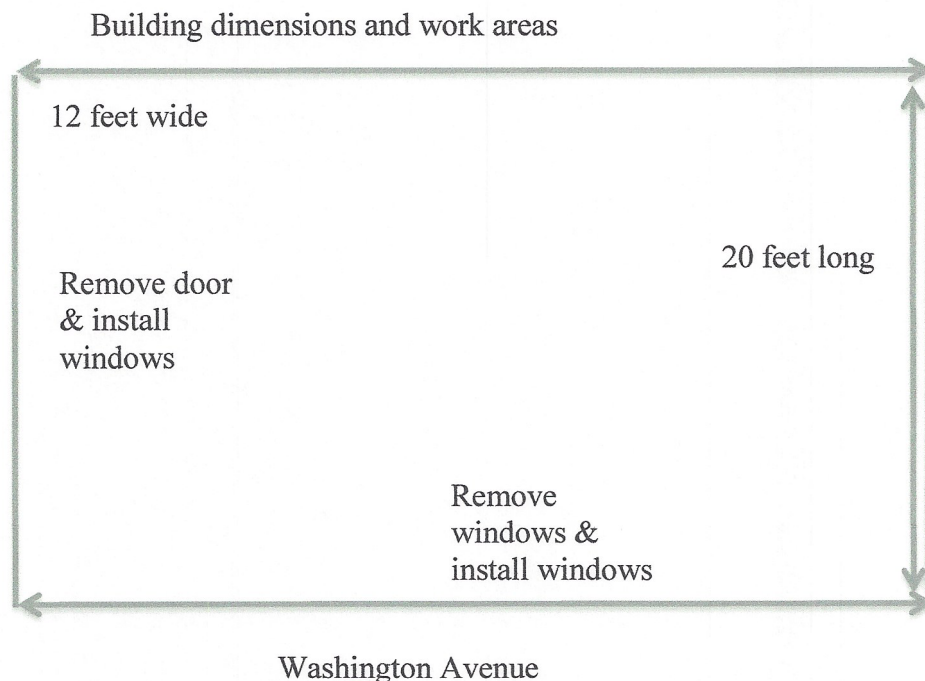 Building dimensions and work areas
12 feet wide
20 feet long
Remove door
& install
windows
Remove
windows &
install windows
Washington Avenue